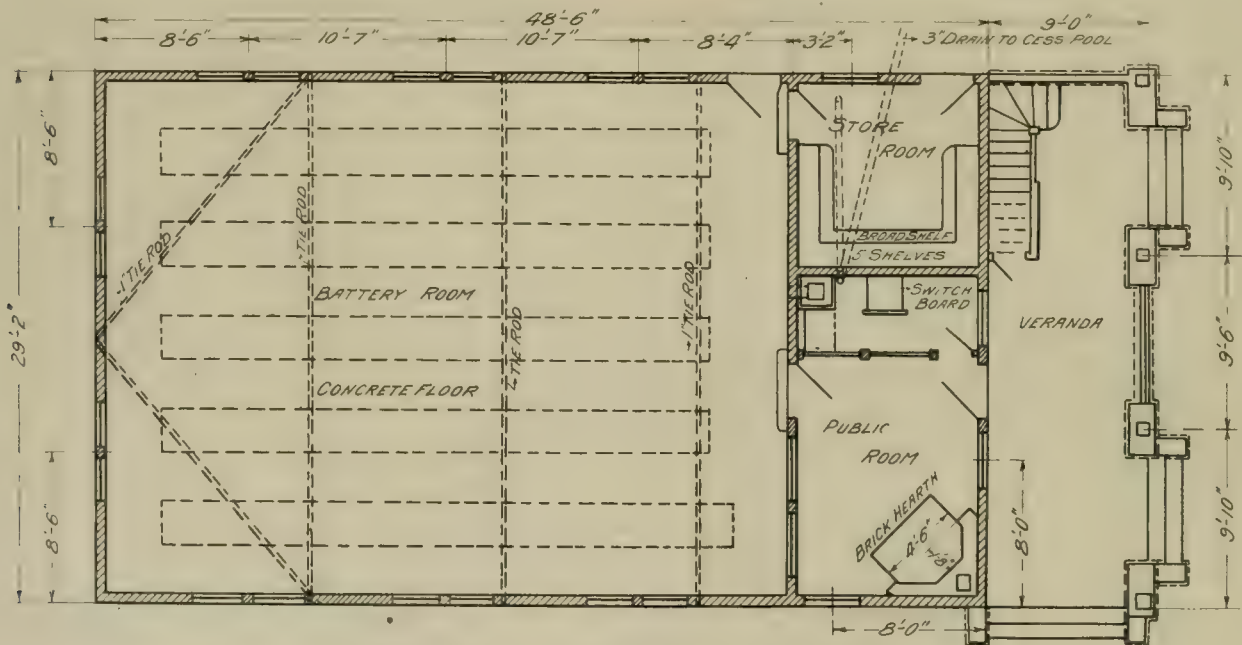 48'-6"
9'-0"
8'-6"
10'-7"
10'-7"
8'-4"
3'2"
3" DRAIN TO CESS POOL
8'-6"
STORE
ROOM
9'-10"
1" TIE ROD
TIE ROD
BROAD SHELF
5 SHELVES
BATTERY ROOM
1" TIE ROD
SWITCH
BOARD
VERANDA
29'-2"
TIE ROD
9'-6"
CONCRETE FLOOR
PUBLIC
ROOM
BRICK HEARTH
4'-6"
8'-6"
8'-0"
9'-10"
8'-0"